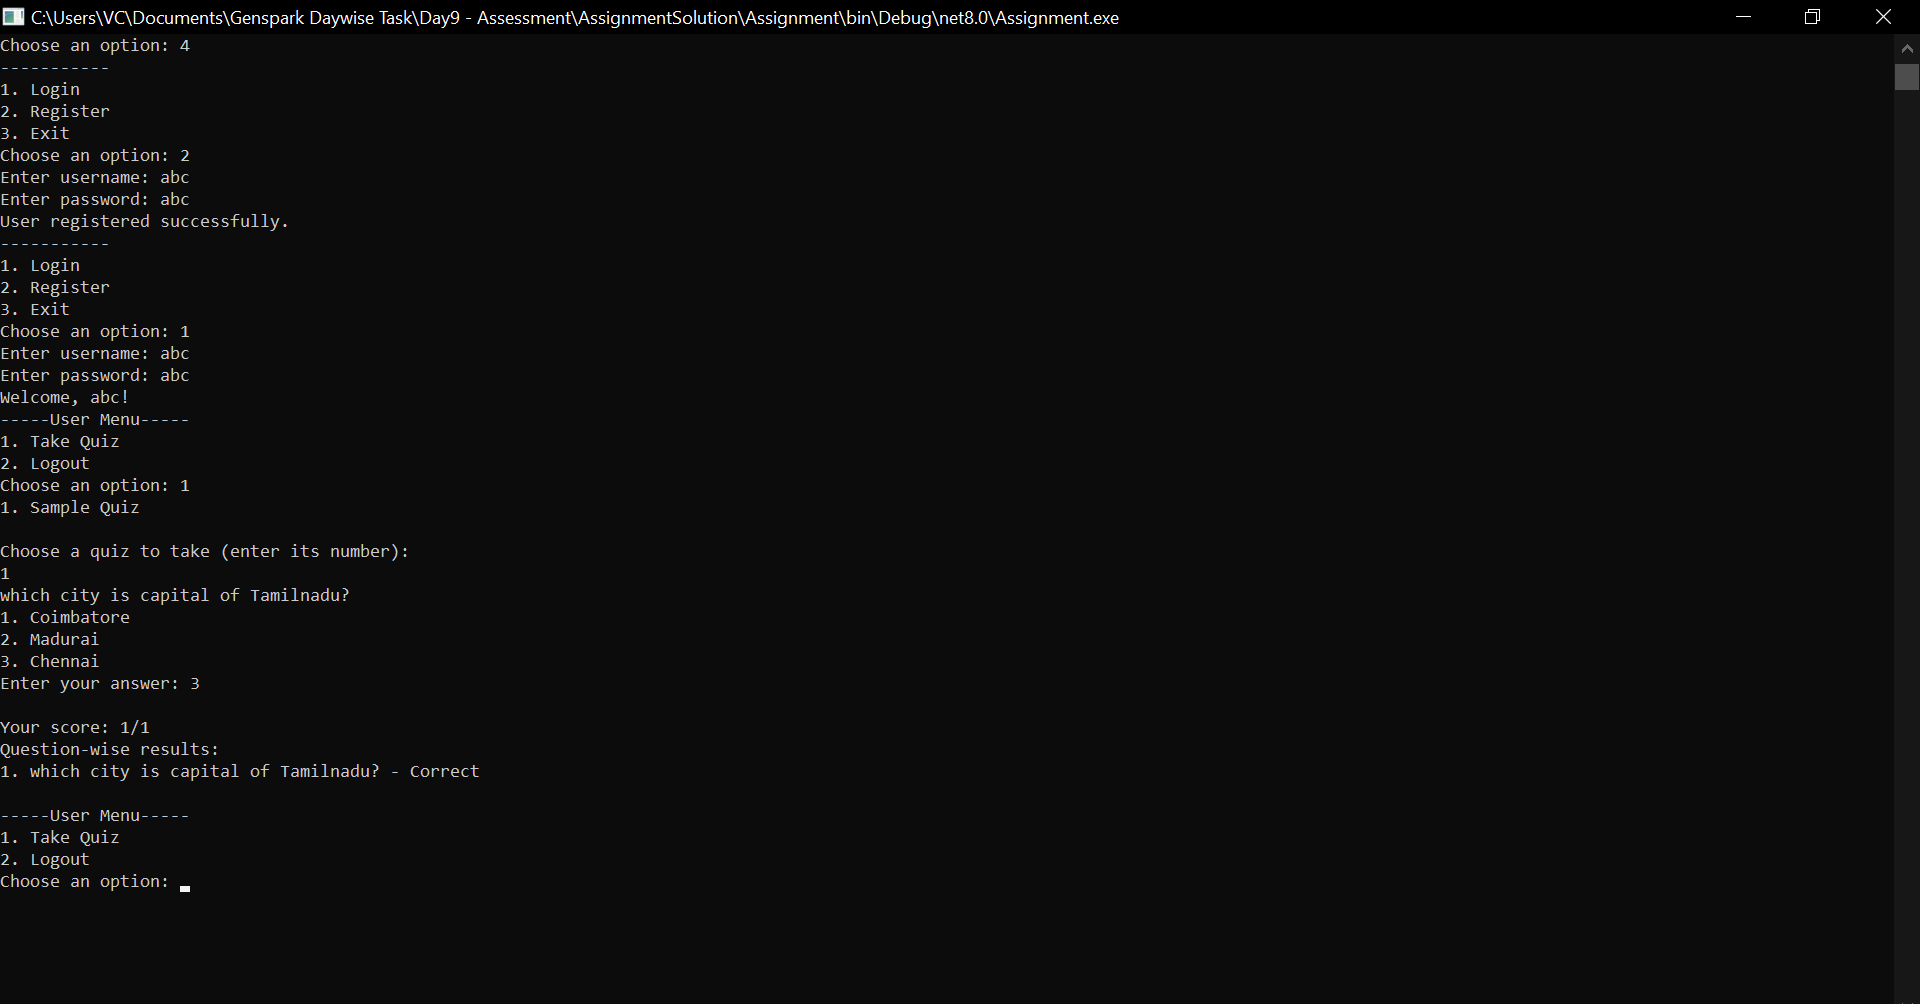 C:\Users\VC\Documents\Genspark Daywise Task\Day9 - Assessment\AssignmentSolution\Assignment\bin\Debug\net8.0\Assignment.exe
Choose an option: 4
-----------
1. Login
2. Register
3. Exit
Choose an option: 2
Enter username: abc
Enter password: abc
User registered successfully.
-----------
1. Login
2. Register
3. Exit
Choose an option: 1
Enter username: abc
Enter password: abc
Welcome, abc!
-----User Menu-----
1. Take Quiz
2. Logout
Choose an option: 1
1. Sample Quiz
Choose a quiz to take (enter its number):
1
which city is capital of Tamilnadu?
1. Coimbatore
2. Madurai
3. Chennai
Enter your answer: 3
Your score: 1/1
Question-wise results:
1. which city is capital of Tamilnadu? - Correct
-----User Menu-----
1. Take Quiz
2. Logout
Choose an option: